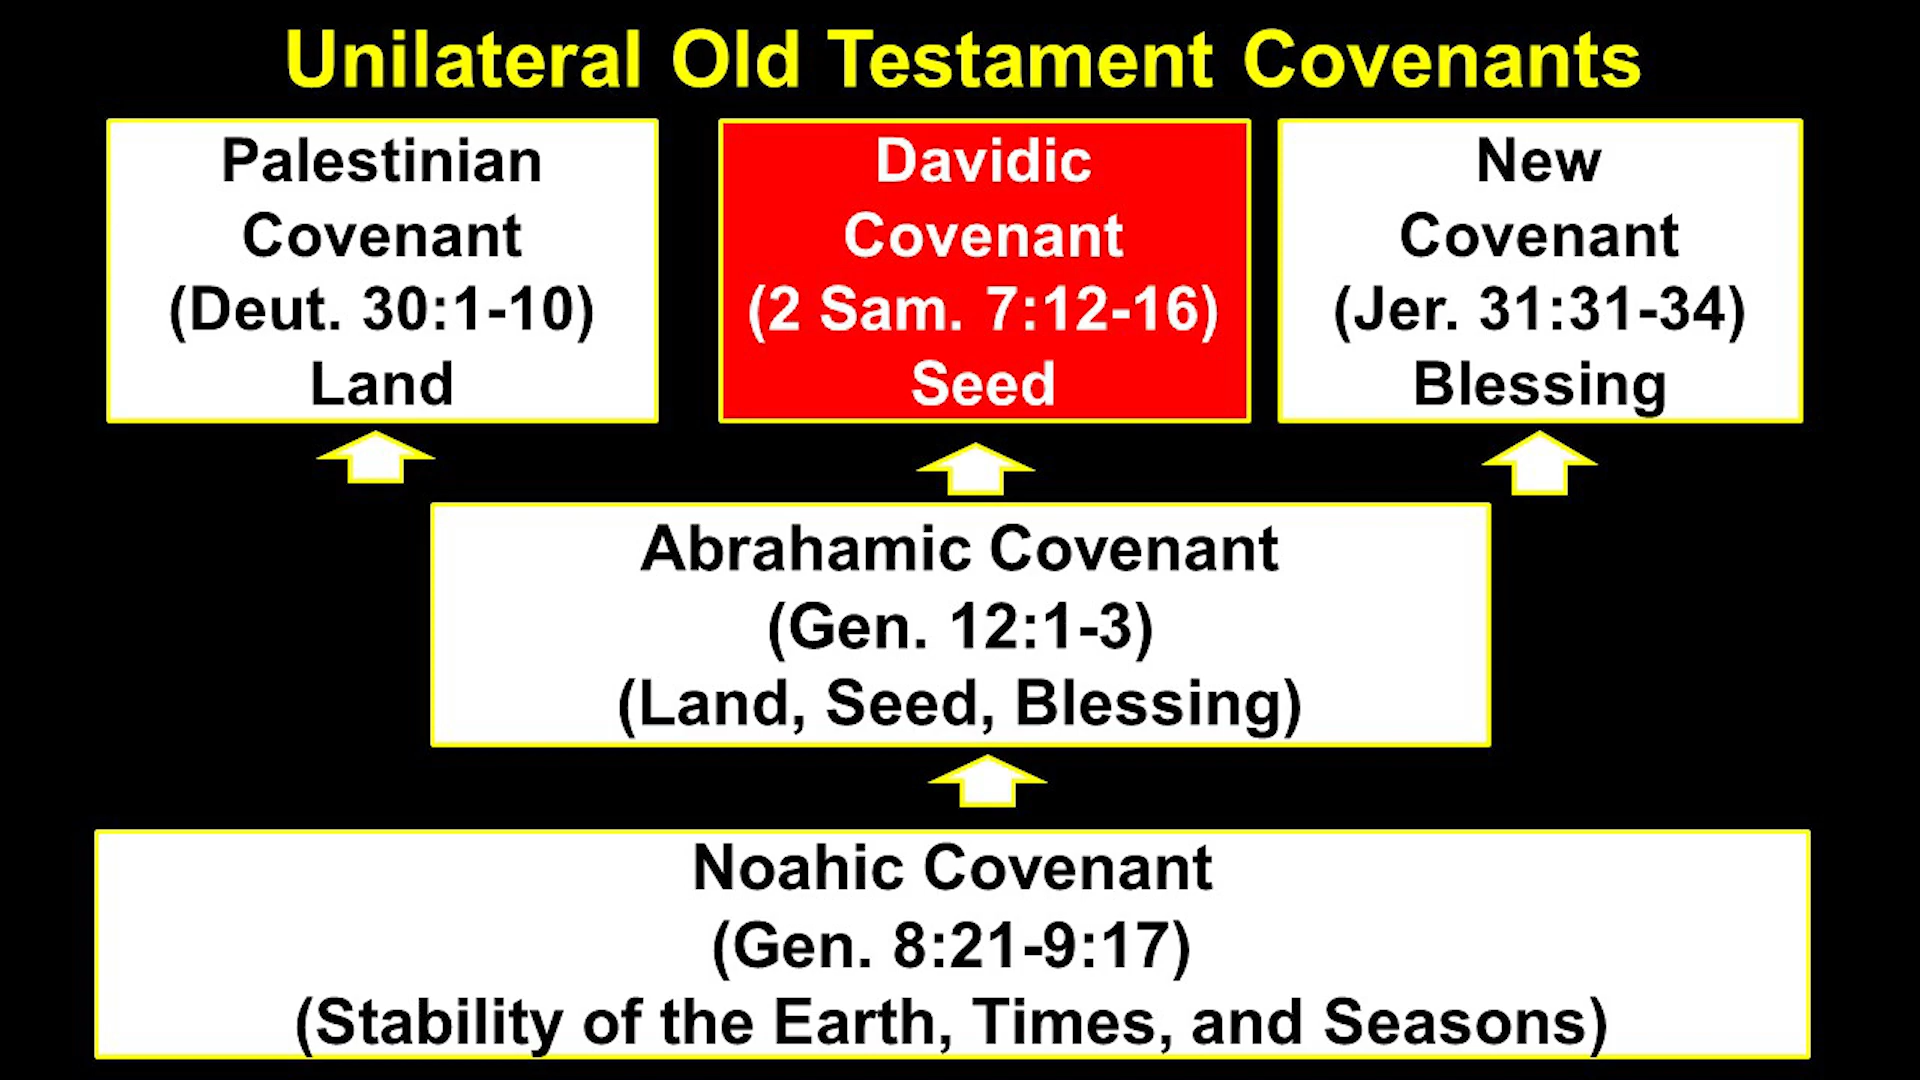 Unilateral Old Testament Covenants
Palestinian
Covenant
(Deut. 30:1-10)
Land
Davidic
Covenant
(2 Sam. 7:12-16)
Seed
New
Covenant
(Jer. 31:31-34)
Blessing
Abrahamic Covenant
(Gen. 12:1-3)
(Land, Seed, Blessing)
Noahic Covenant
(Gen. 8:21-9:17)
(Stability of the Earth, Times, and Seasons)